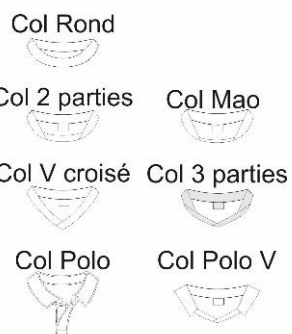 Col Rond
Col 2 parties
Col Mao
Col V croisé
Col 3 parties
Col Polo
Col Polo V